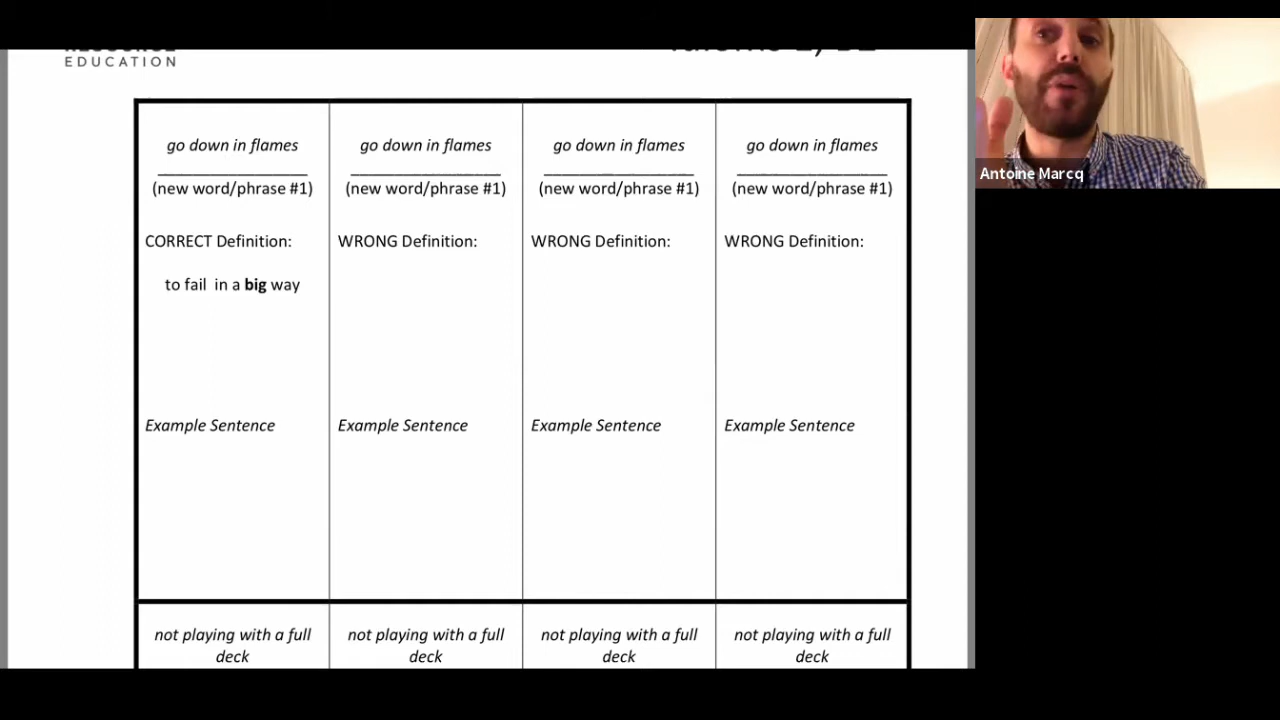 EDUCATION
go down in flames go down in flames go down in flames go down in flames
(new word/phrase #1) (new word/phrase #1) (new word/phrase #1) (new word/phrase #1)
CORRECT Definition: WRONG Definition: WRONG Definition: WRONG Definition:
to fail in a big way
Example Sentence Example Sentence Example Sentence Example Sentence
not playing with a full not playing with a full not playing with a full not playing with a full
deck deck deck deck
Antoine Marcq